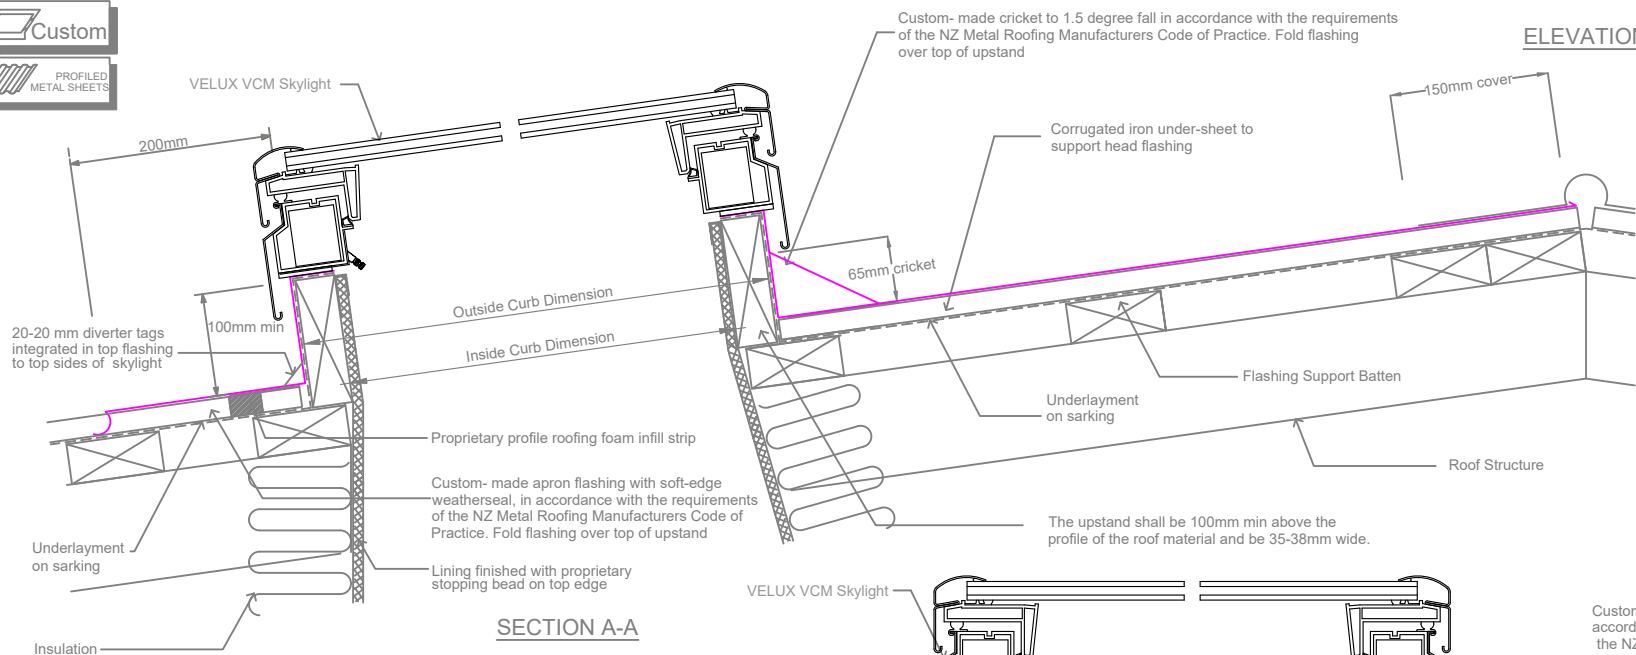 Custom
PROFILED
METAL SHEETS
VELUX VCM Skylight
200mm
Custom- made cricket to 1.5 degree fall in accordance with the requirements
of the NZ Metal Roofing Manufacturers Code of Practice. Fold flashing
over top of upstand
ELEVATION
150mm cover
Corrugated iron under-sheet to
support head flashing
65mm cricket
Outside Curb Dimension
Inside Curb Dimension
100mm min
20-20 mm diverter tags
integrated in top flashing
to top sides of skylight
Flashing Support Batten
Underlayment
on sarking
Proprietary profile roofing foam infill strip
Roof Structure
Custom- made apron flashing with soft-edge
weatherseal, in accordance with the requirements
of the NZ Metal Roofing Manufacturers Code of
Practice. Fold flashing over top of upstand
The upstand shall be 100mm min above the
profile of the roof material and be 35-38mm wide.
Underlayment
on sarking
Lining finished with proprietary
stopping bead on top edge
Insulation
SECTION A-A
VELUX VCM Skylight
Custom
accord
the NZ